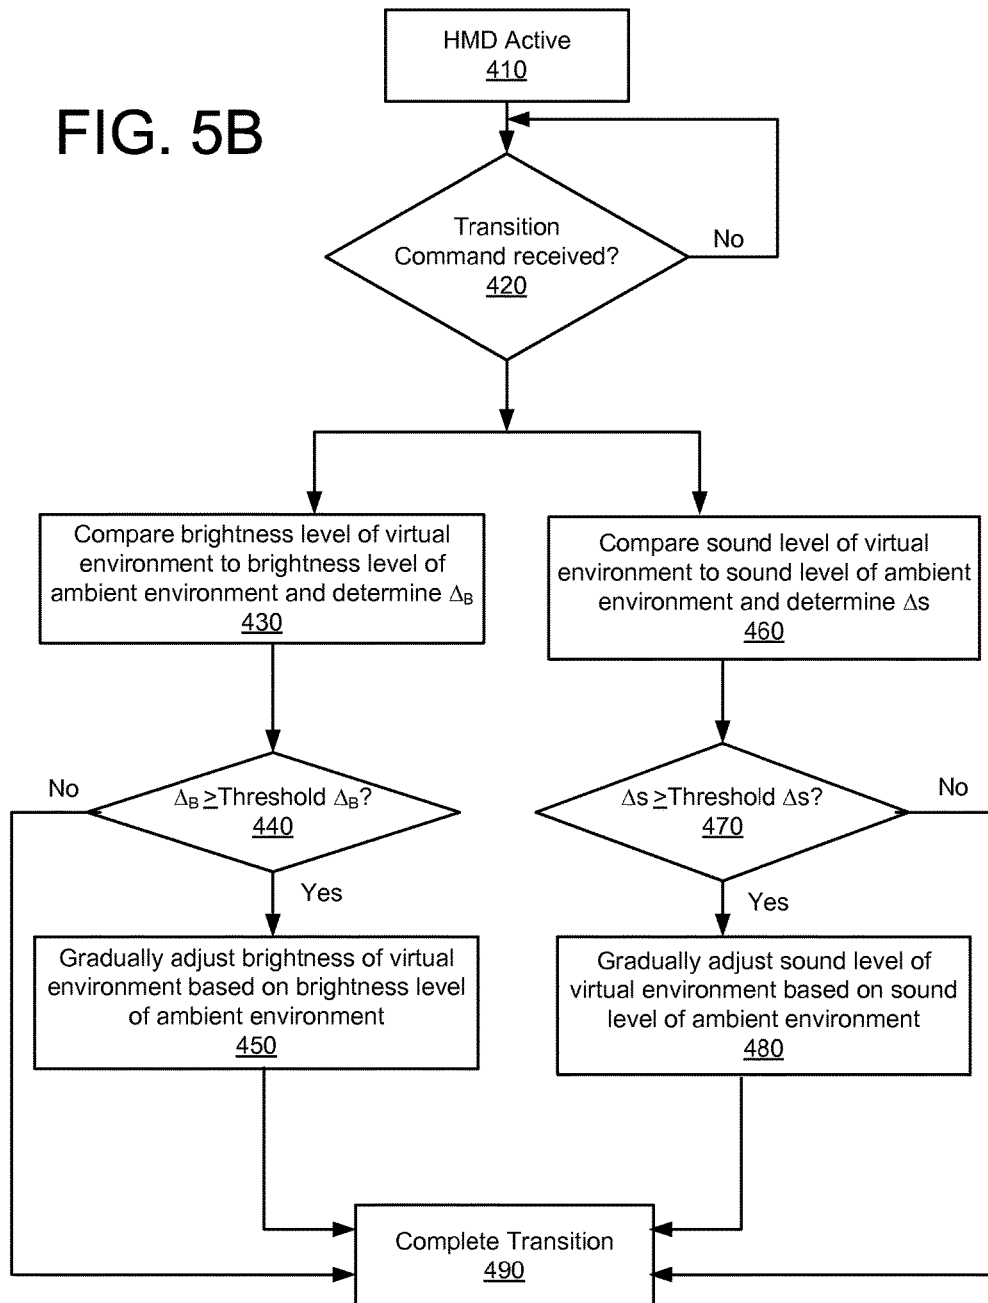 FIG. 5B
HMD Active
410
Transition
Command received?
420
No
Compare brightness level of virtual
environment to brightness level of
ambient environment and determine ΔB
430
Compare sound level of virtual
environment to sound level of ambient
environment and determine Δs
460
No
ΔB ≥Threshold ΔB?
440
Yes
Δs ≥Threshold Δs?
470
No
Yes
Gradually adjust brightness of virtual
environment based on brightness level
of ambient environment
450
Gradually adjust sound level of
virtual environment based on sound
level of ambient environment
480
Complete Transition
490